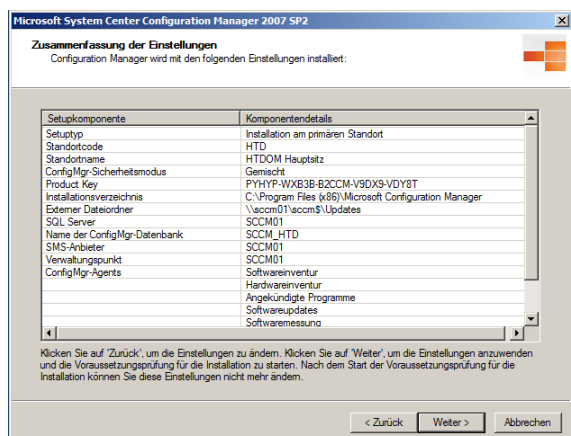 Microsoft System Center Configuration Manager 2007 SP2
Zusammenfassung der Einstellungen
Configuration Manager wird mit den folgenden Einstellungen installiert:
Setupkomponente Komponentendetails
Setuptyp Installation am primären Standort
Standortcode HTD
Standortname HTDOM Hauptsitz
ConfigMgr-Sicherheitsmodus Gemischt
Product Key PYHYP-WXB3B-B2CCM-V9DX9-VDY8T
Installationsverzeichnis C:\Program Files (x86)\Microsoft Configuration Manager
Externer Dateiordner \\sccm01\sccm$\Updates
SQL Server SCCM01
Name der ConfigMgr-Datenbank SCCM_HTD
SMS-Anbieter SCCM01
Verwaltungspunkt SCCM01
ConfigMgr-Agents Softwareinventur
Hardwareinventur
Angekündigte Programme
Softwareupdates
Softwaremessung
Klicken Sie auf 'Zurück', um die Einstellungen zu ändern. Klicken Sie auf 'Weiter', um die Einstellungen anzuwenden
und die Voraussetzungsprüfung für die Installation zu starten. Nach dem Start der Voraussetzungsprüfung für die
Installation können Sie diese Einstellungen nicht mehr ändern.
< Zurück Weiter > Abbrechen